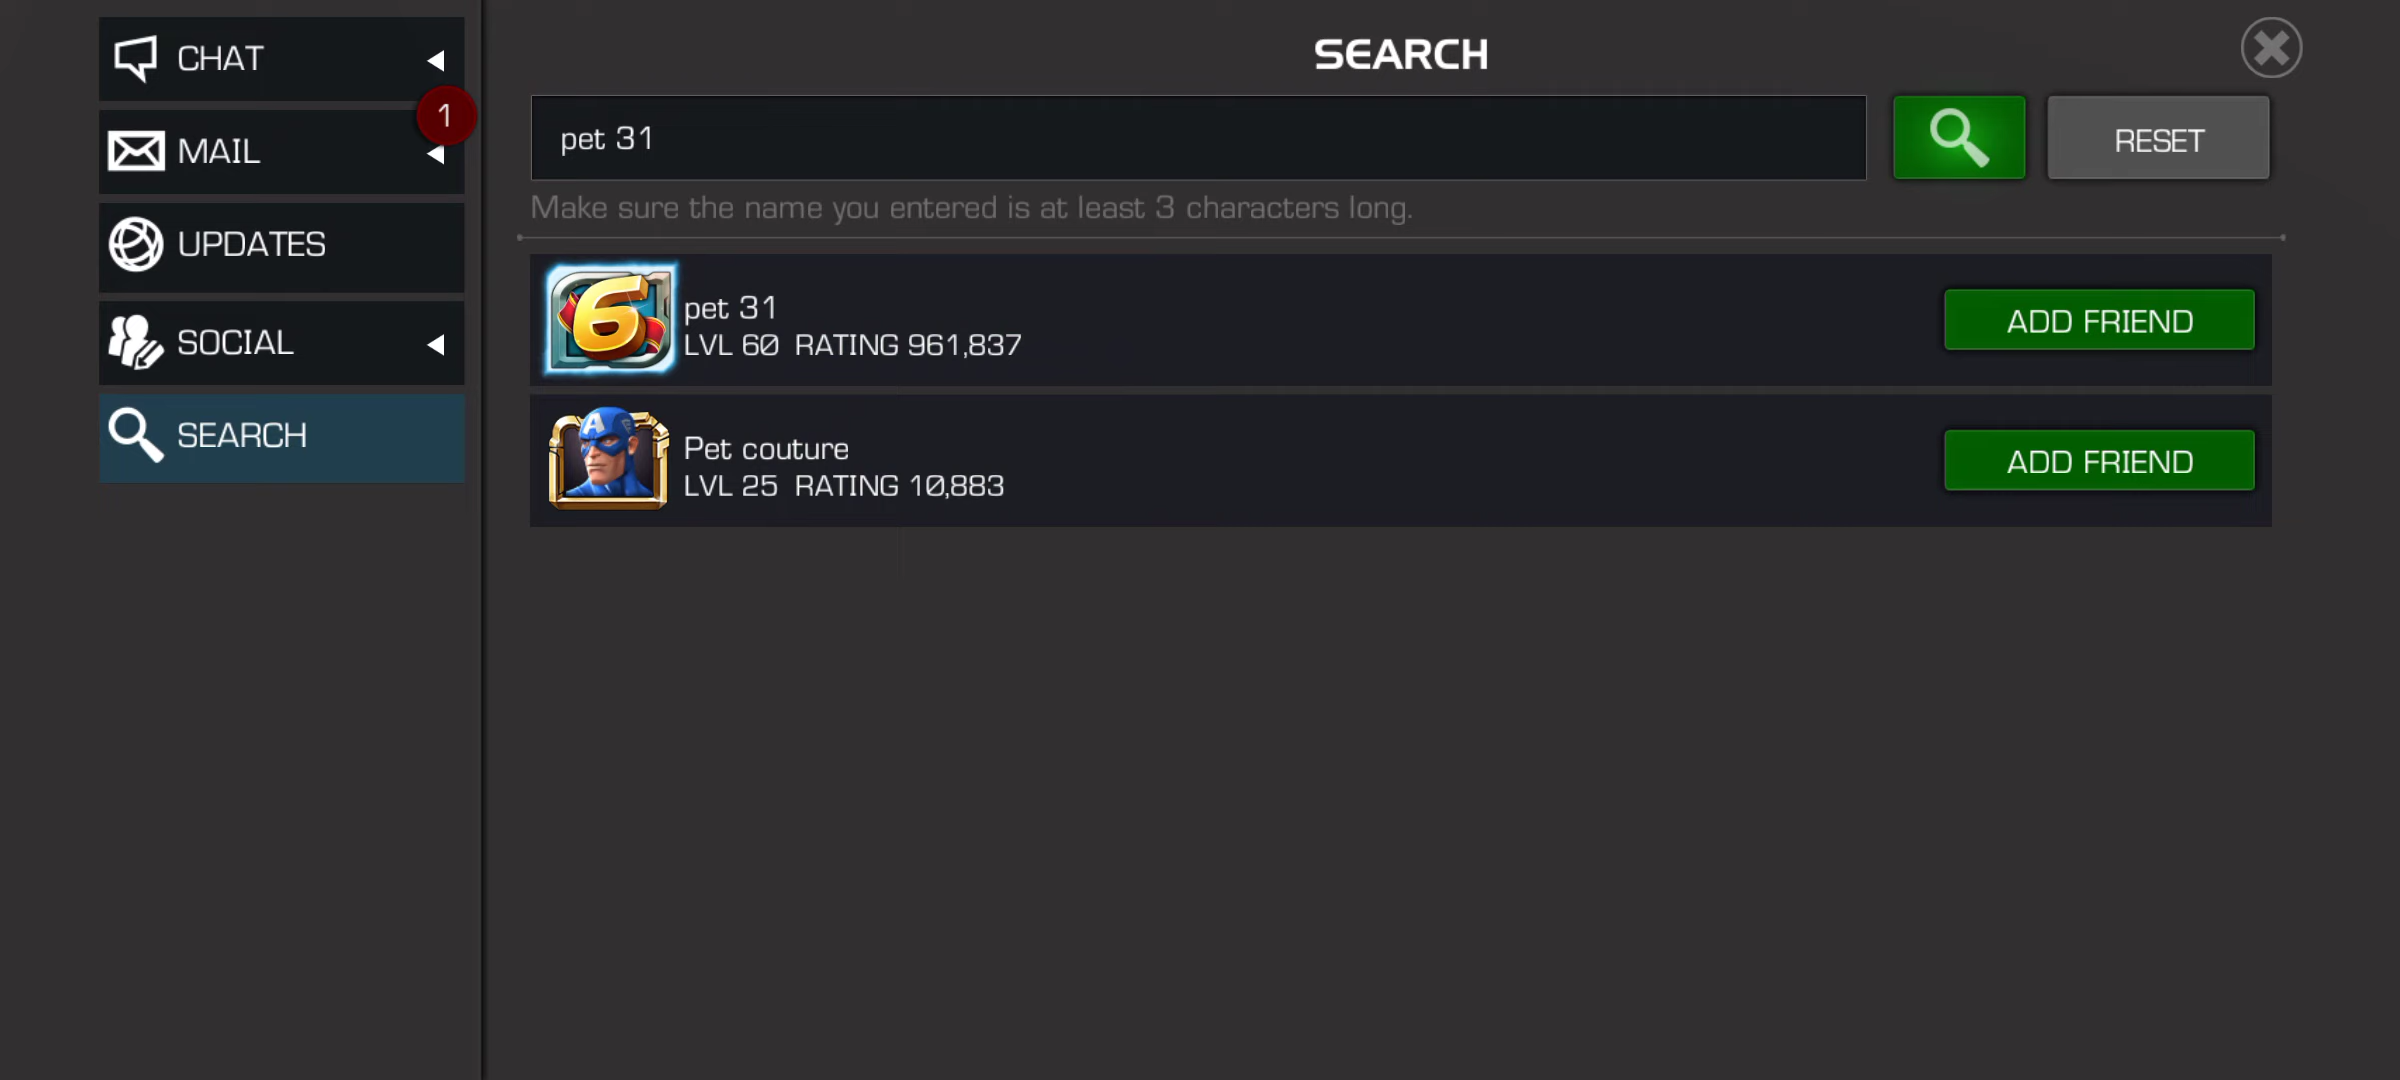 CHAT
1
MAIL
UPDATES
SOCIAL
SEARCH
SEARCH
pet 31
RESET
Make sure the name you entered is at least 3 characters long.
6
pet 31
LVL 60 RATING 961,837
ADD FRIEND
A
Pet couture
LVL 25 RATING 10,883
ADD FRIEND